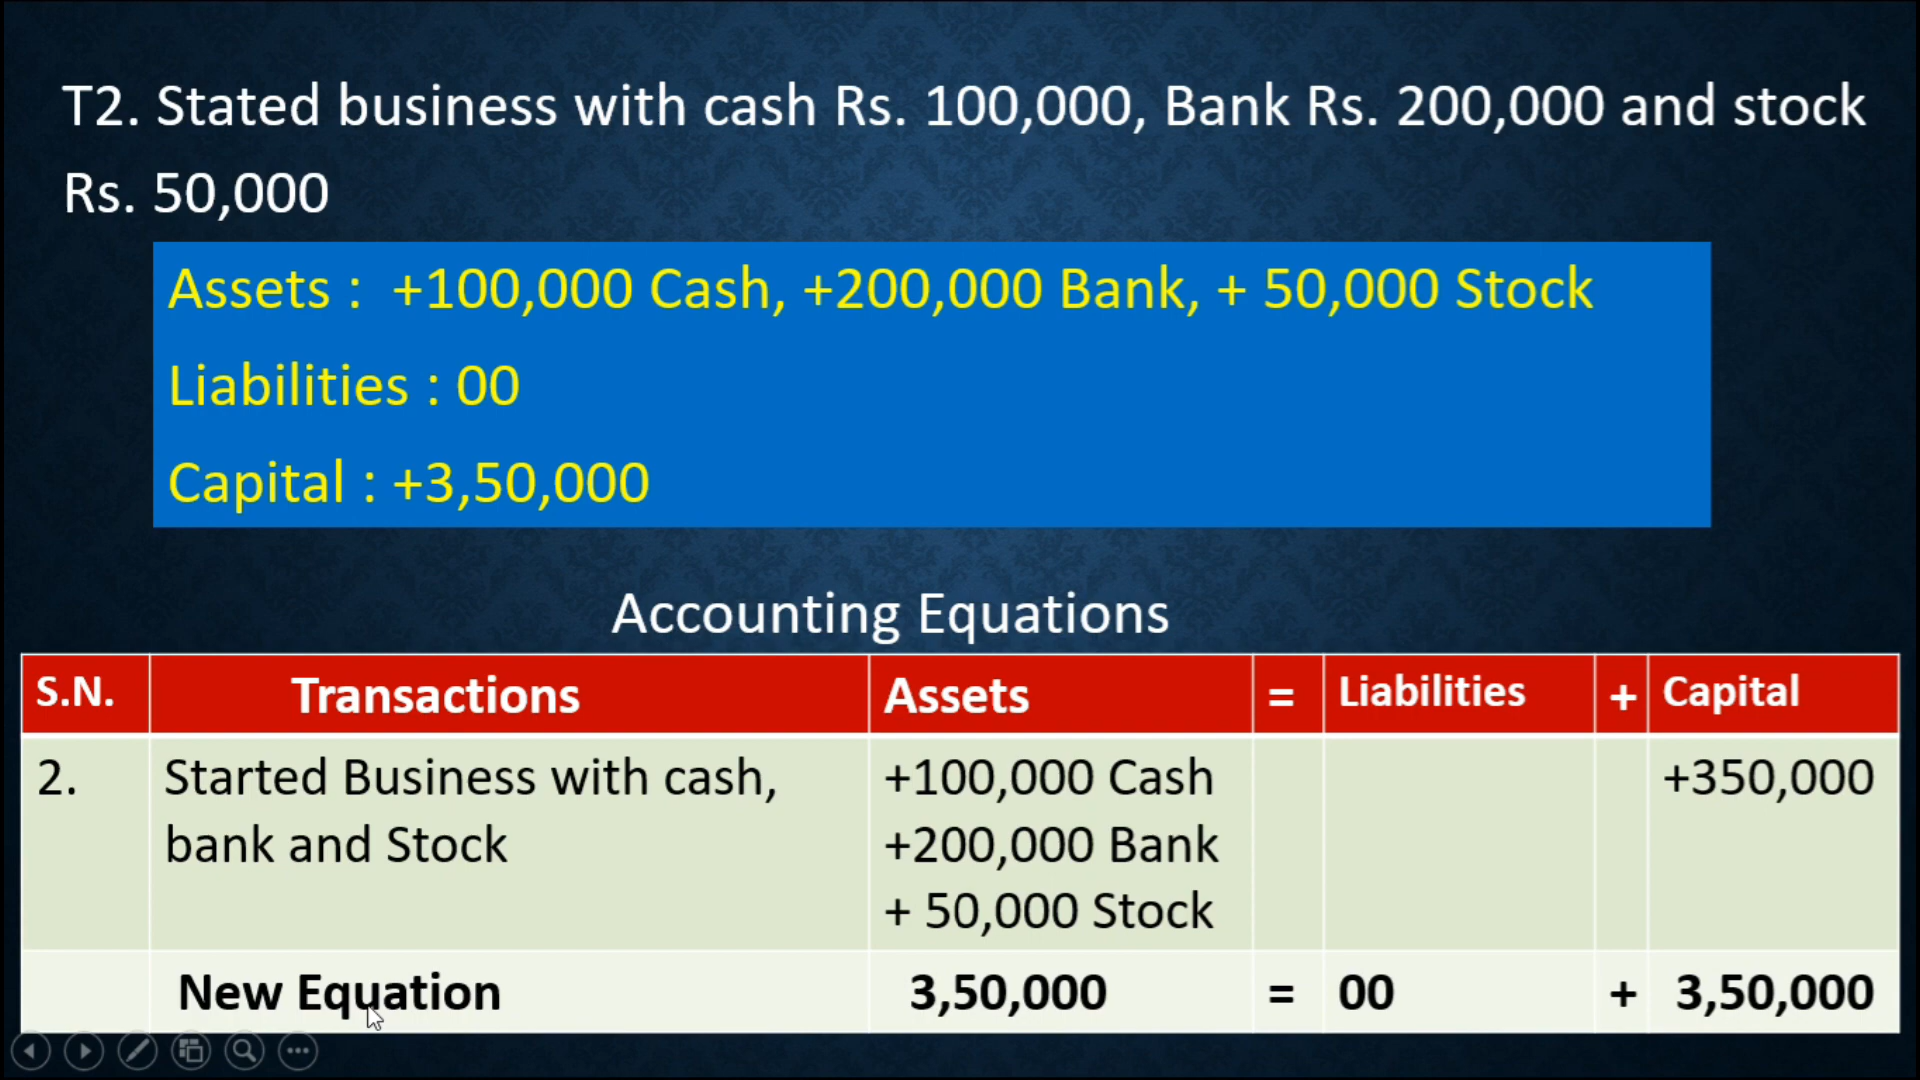 T2. Stated business with cash Rs. 100,000, Bank Rs. 200,000 and stock
Rs. 50,000
Assets :  +100,000 Cash, +200,000 Bank, + 50,000 Stock
Liabilities : 00
Capital : +3,50,000
Accounting Equations
S.N. Transactions Assets = Liabilities + Capital
2. Started Business with cash, +100,000 Cash +350,000
bank and Stock +200,000 Bank
+ 50,000 Stock
New Equation 3,50,000 = 00 + 3,50,000